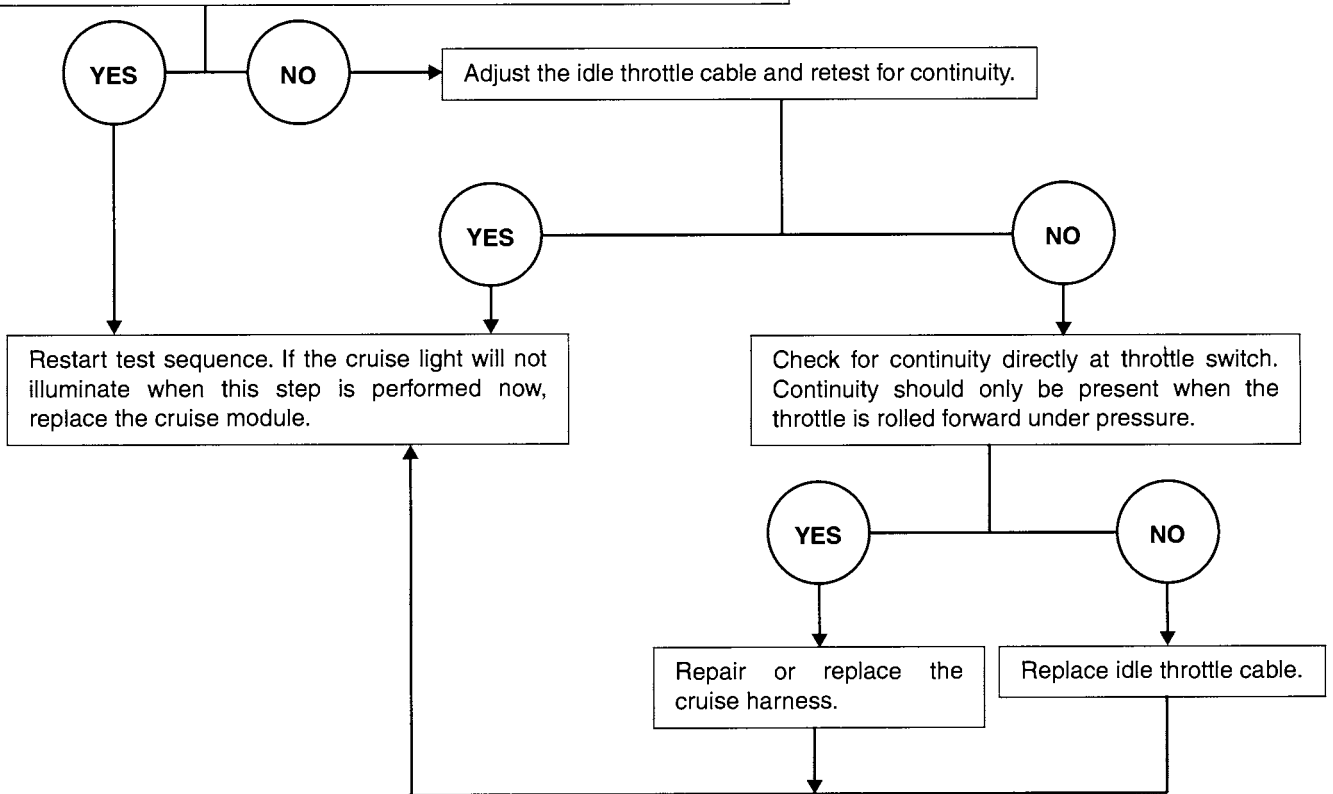 YES
NO
Adjust the idle throttle cable and retest for continuity.
YES
NO
Restart test sequence. If the cruise light will not
illuminate when this step is performed now,
replace the cruise module.
Check for continuity directly at throttle switch.
Continuity should only be present when the
throttle is rolled forward under pressure.
YES
NO
Repair or replace the
cruise harness.
Replace idle throttle cable.